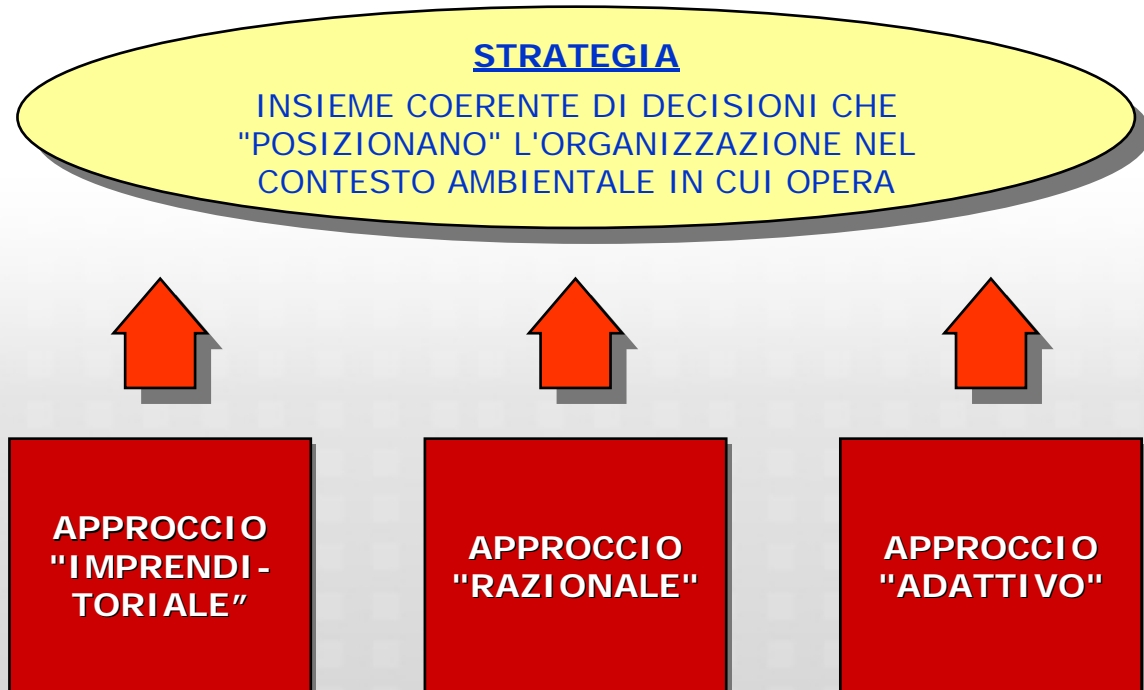 STRATEGIA
INSIEME COERENTE DI DECISIONI CHE
"POSIZIONANO" L'ORGANIZZAZIONE NEL
CONTESTO AMBIENTALE IN CUI OPERA
APPROCCIO
"IMPRENDI-
TORIALE”
APPROCCIO
"RAZIONALE"
APPROCCIO
"ADATTIVO"